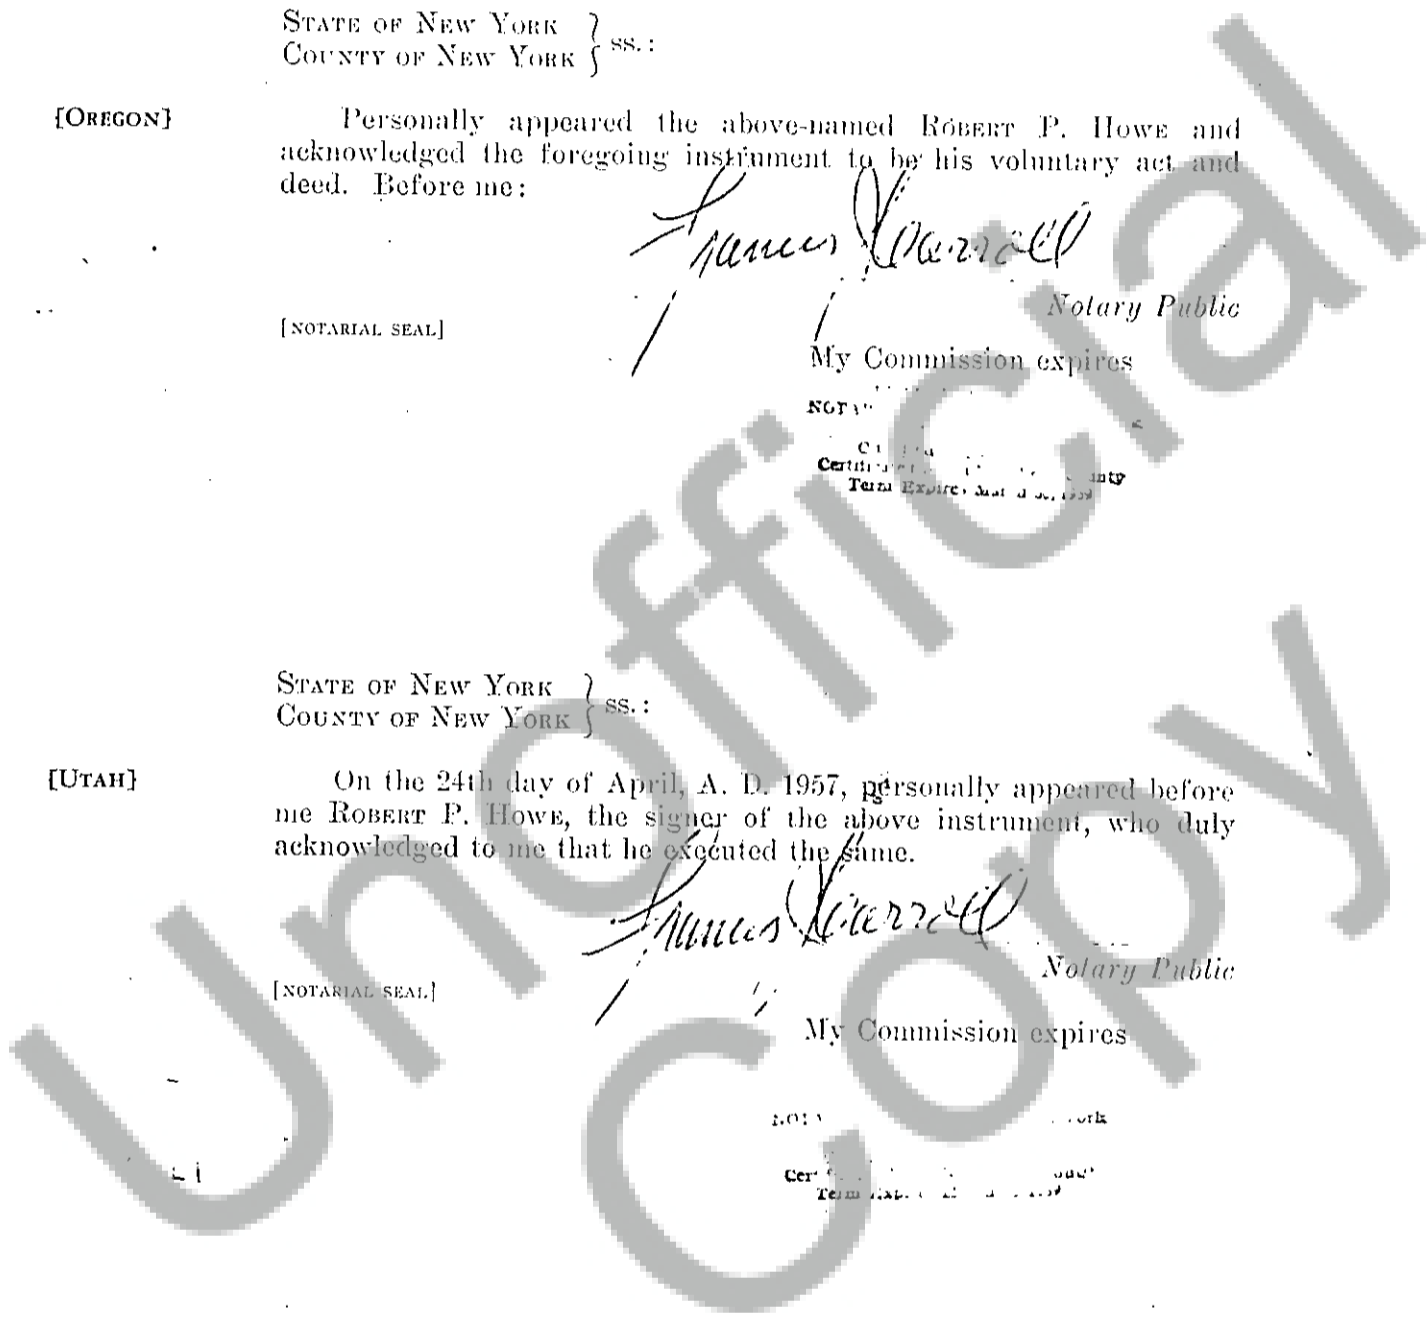 STATE OF NEW YORK
COUNTY OF NEW YORK } ss.:
[OREGON] Personally appeared the above-named ROBERT P. HOWE and
acknowledged the foregoing instrument to be his voluntary act and
deed. Before me:
Notary Public
[NOTARIAL SEAL]
My Commission expires
Term Expires
STATE OF NEW YORK
COUNTY OF NEW YORK } ss.:
[UTAH] On the 24th day of April, A. D. 1957, personally appeared before
me ROBERT P. HOWE, the signer of the above instrument, who duly
acknowledged to me that he executed the same.
Notary Public
[NOTARIAL SEAL]
My Commission expires
Term
Unofficial
Copy